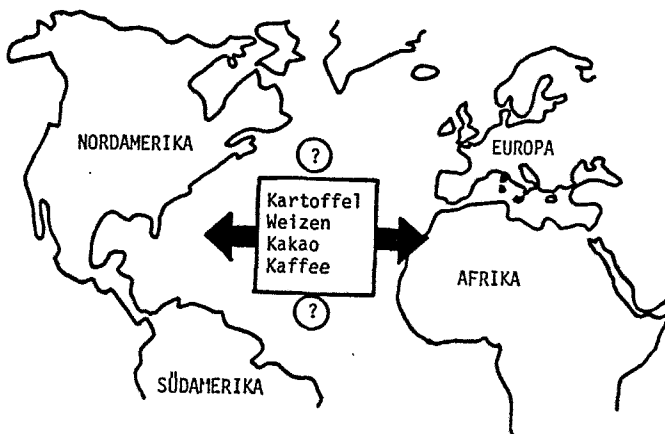 NORDAMERIKA
?
EUROPA
Kartoffel
Weizen
Kakao
Kaffee
AFRIKA
?
SÜDAMERIKA